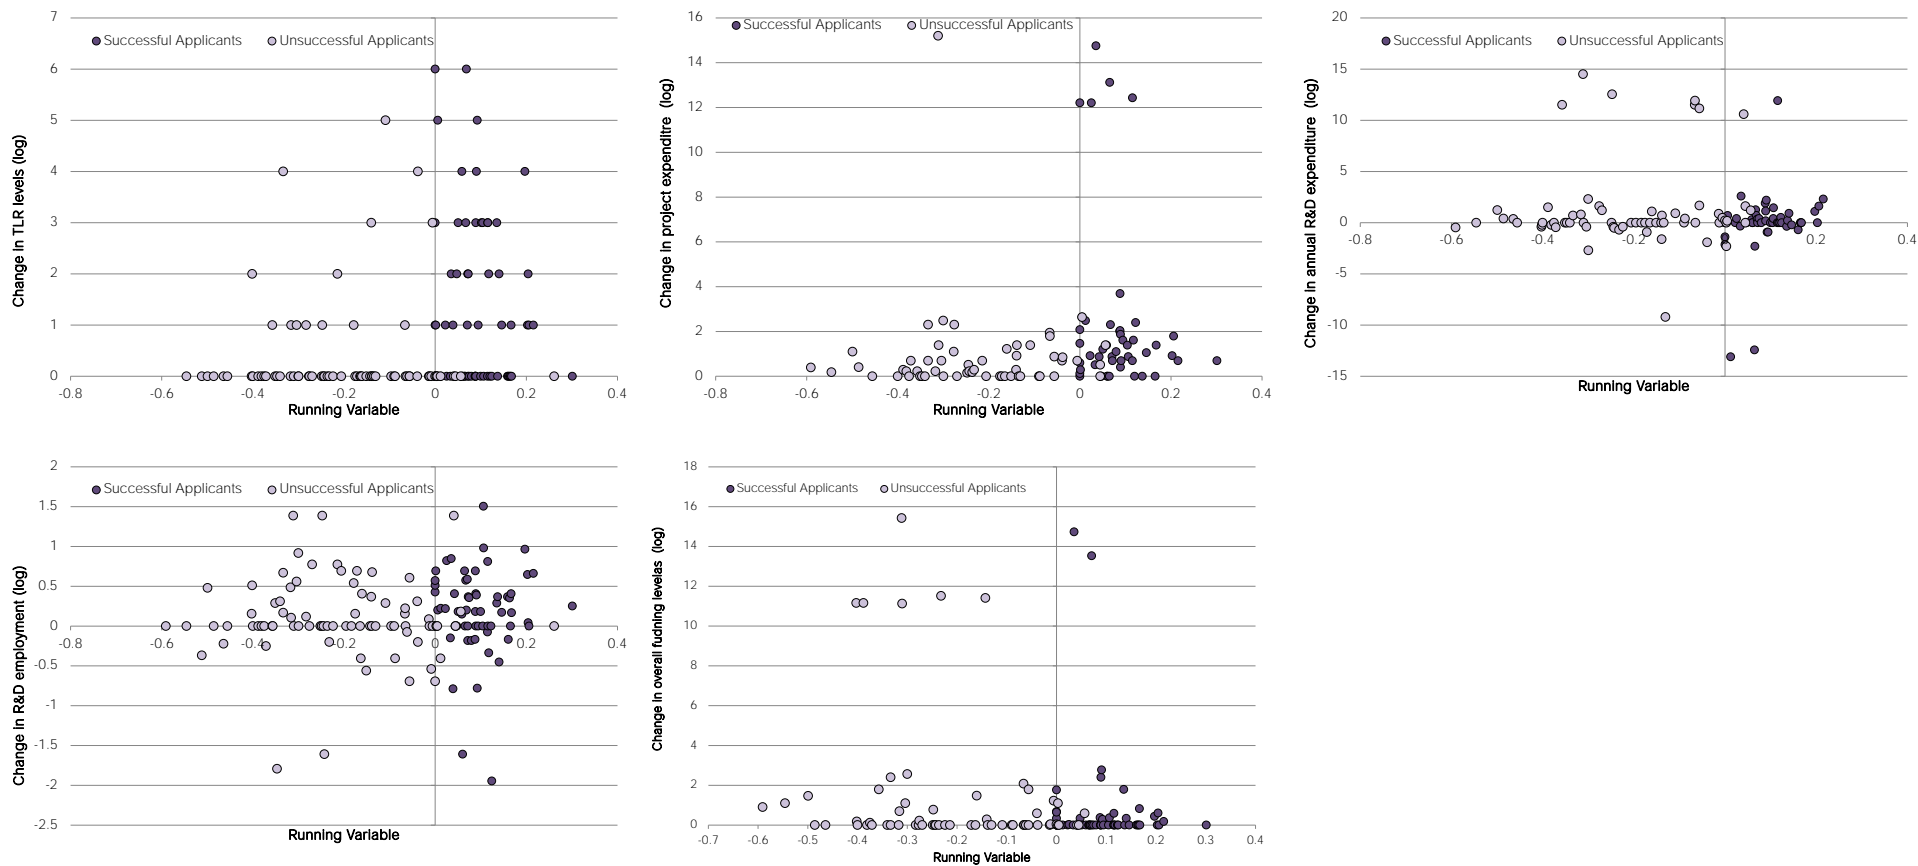 Successful Applicants Unsuccessful Applicants
7
6
5
4
3
2
1
0
-0.8 -0.6 -0.4 -0.2 0 0.2 0.4
Change in TLR levels (log)
Running Variable
Successful Applicants Unsuccessful Applicants
16
14
12
10
8
6
4
2
0
-0.8 -0.6 -0.4 -0.2 0 0.2 0.4
Change in project expenditre (log)
Running Variable
Successful Applicants Unsuccessful Applicants
20
15
10
5
0
-5
-10
-15
-0.8 -0.6 -0.4 -0.2 0 0.2 0.4
Change in annual R&D expenditure (log)
Running Variable
Successful Applicants Unsuccessful Applicants
2
1.5
1
0.5
0
-0.5
-1
-1.5
-2
-2.5
-0.8 -0.6 -0.4 -0.2 0 0.2 0.4
Change in R&D employment (log)
Running Variable
Successful Applicants Unsuccessful Applicants
18
16
14
12
10
8
6
4
2
0
-0.7 -0.6 -0.5 -0.4 -0.3 -0.2 -0.1 0 0.1 0.2 0.3 0.4
Change in overall fudning levelas (log)
Running Variable